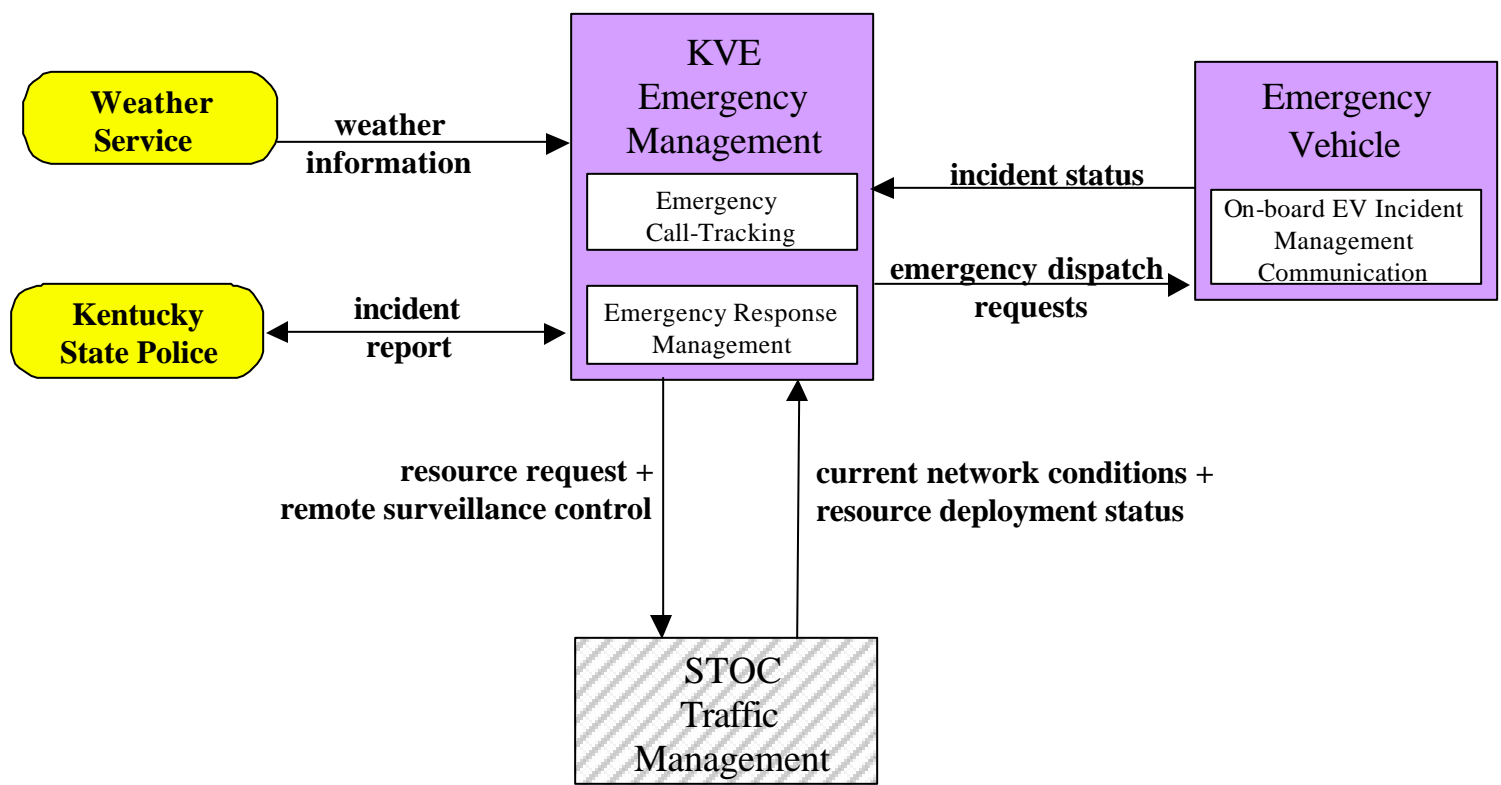 Weather
Service
weather
information
KVE
Emergency
Management
Emergency
Call-Tracking
Emergency Response
Management
Emergency
Vehicle
On-board EV Incident
Management
Communication
incident status
emergency dispatch
requests
Kentucky
State Police
incident
report
resource request +
remote surveillance control
current network conditions +
resource deployment status
STOC
Traffic
Management